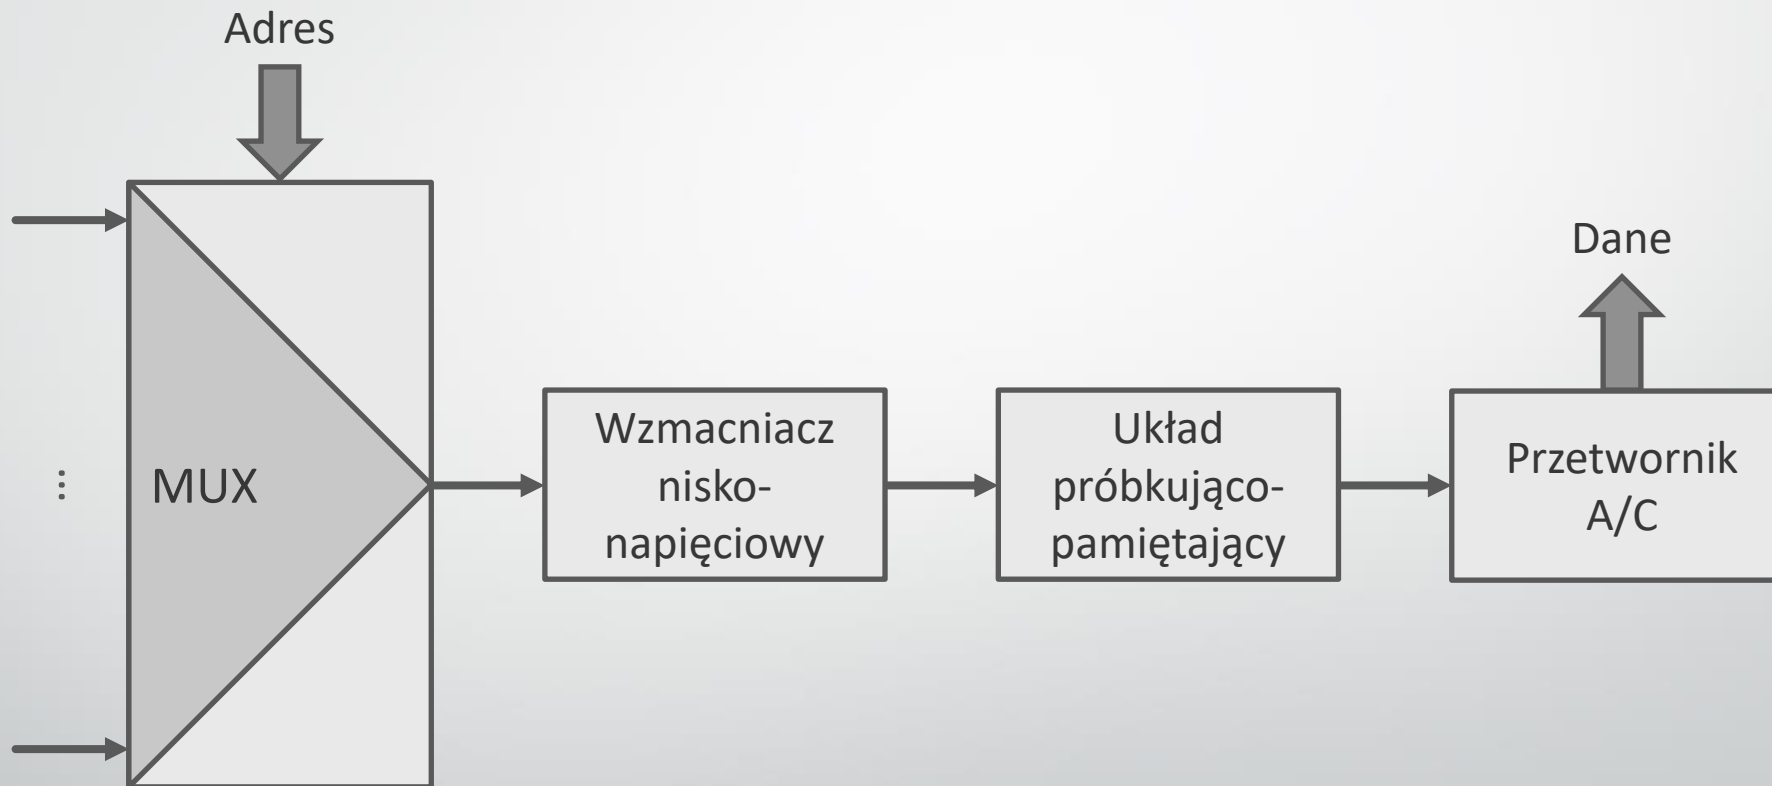 Adres
Dane
⋮
MUX
Wzmacniacz
nisko-
napięciowy
Układ
próbkująco-
pamiętający
Przetwornik
A/C